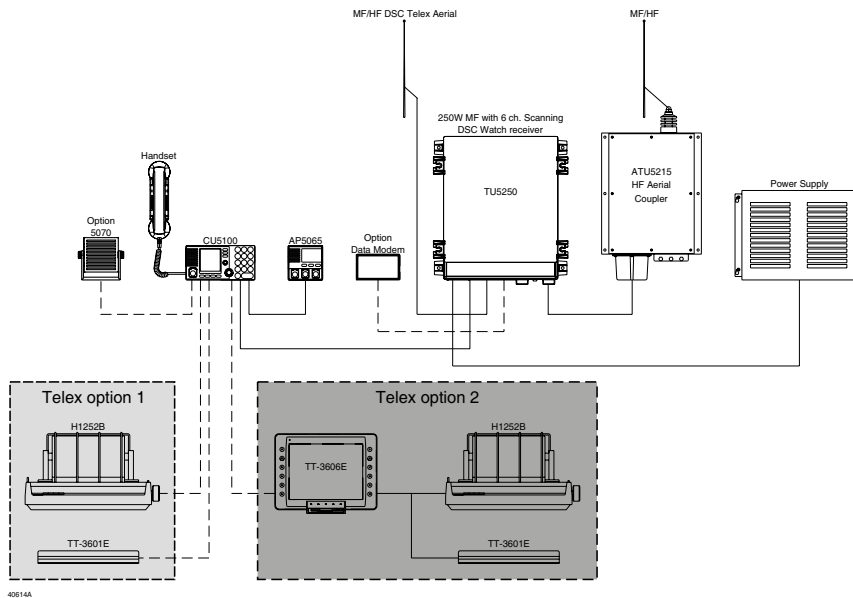 MF/HF DSC Telex Aerial
MF/HF
250W MF with 6 ch. Scanning
DSC Watch receiver
TU5250
ATU5215
HF Aerial
Coupler
Power Supply
Handset
Option
5070
CU5100
AP5065
Option
Data Modem
Telex option 1
H1252B
TT-3601E
Telex option 2
TT-3606E
H1252B
TT-3601E
40614A